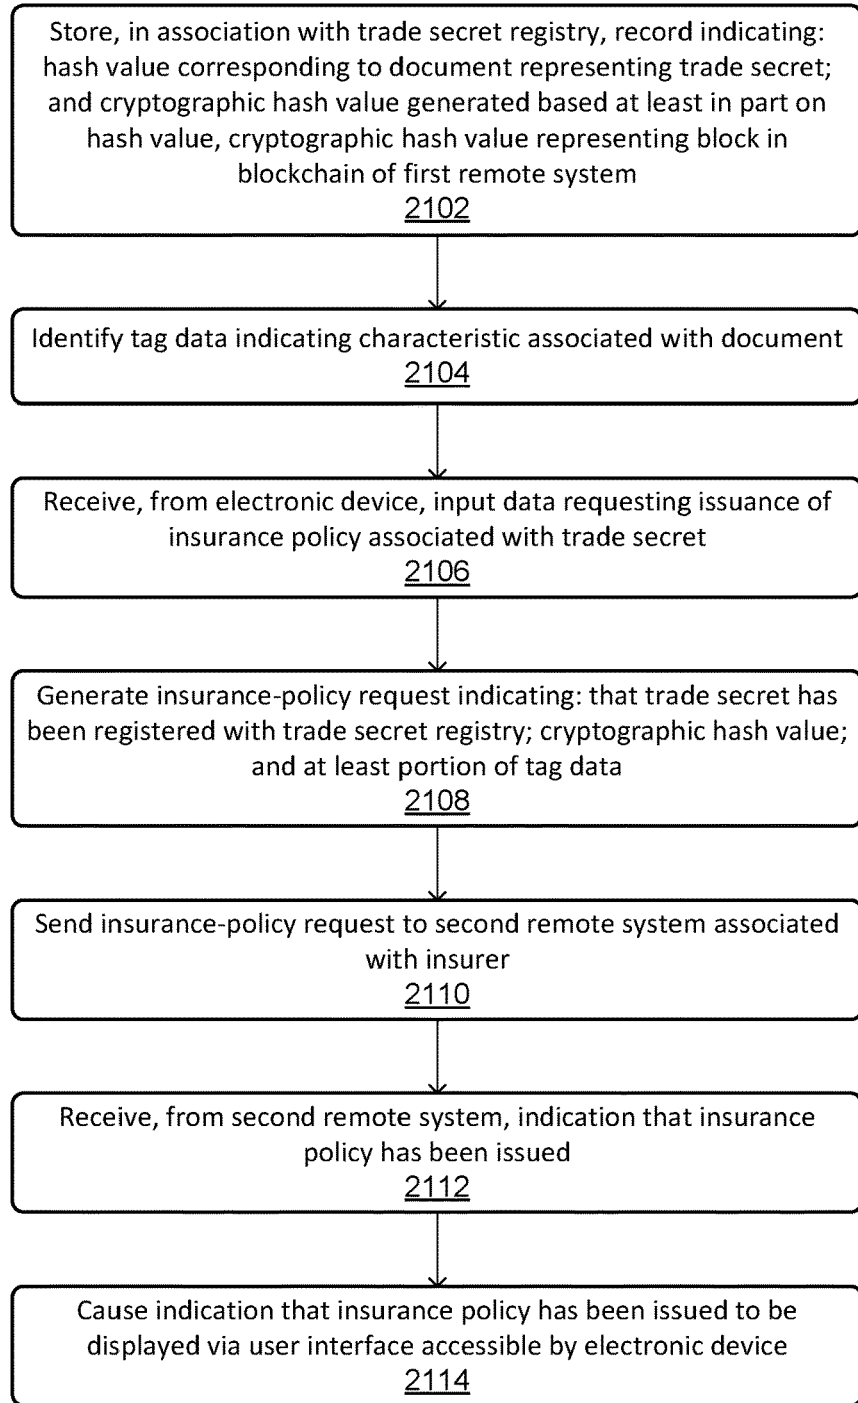 Store, in association with trade secret registry, record indicating:
hash value corresponding to document representing trade secret;
and cryptographic hash value generated based at least in part on
hash value, cryptographic hash value representing block in
blockchain of first remote system
2102
Identify tag data indicating characteristic associated with document
2104
Receive, from electronic device, input data requesting issuance of
insurance policy associated with trade secret
2106
Generate insurance-policy request indicating: that trade secret has
been registered with trade secret registry; cryptographic hash value;
and at least portion of tag data
2108
Send insurance-policy request to second remote system associated
with insurer
2110
Receive, from second remote system, indication that insurance
policy has been issued
2112
Cause indication that insurance policy has been issued to be
displayed via user interface accessible by electronic device
2114